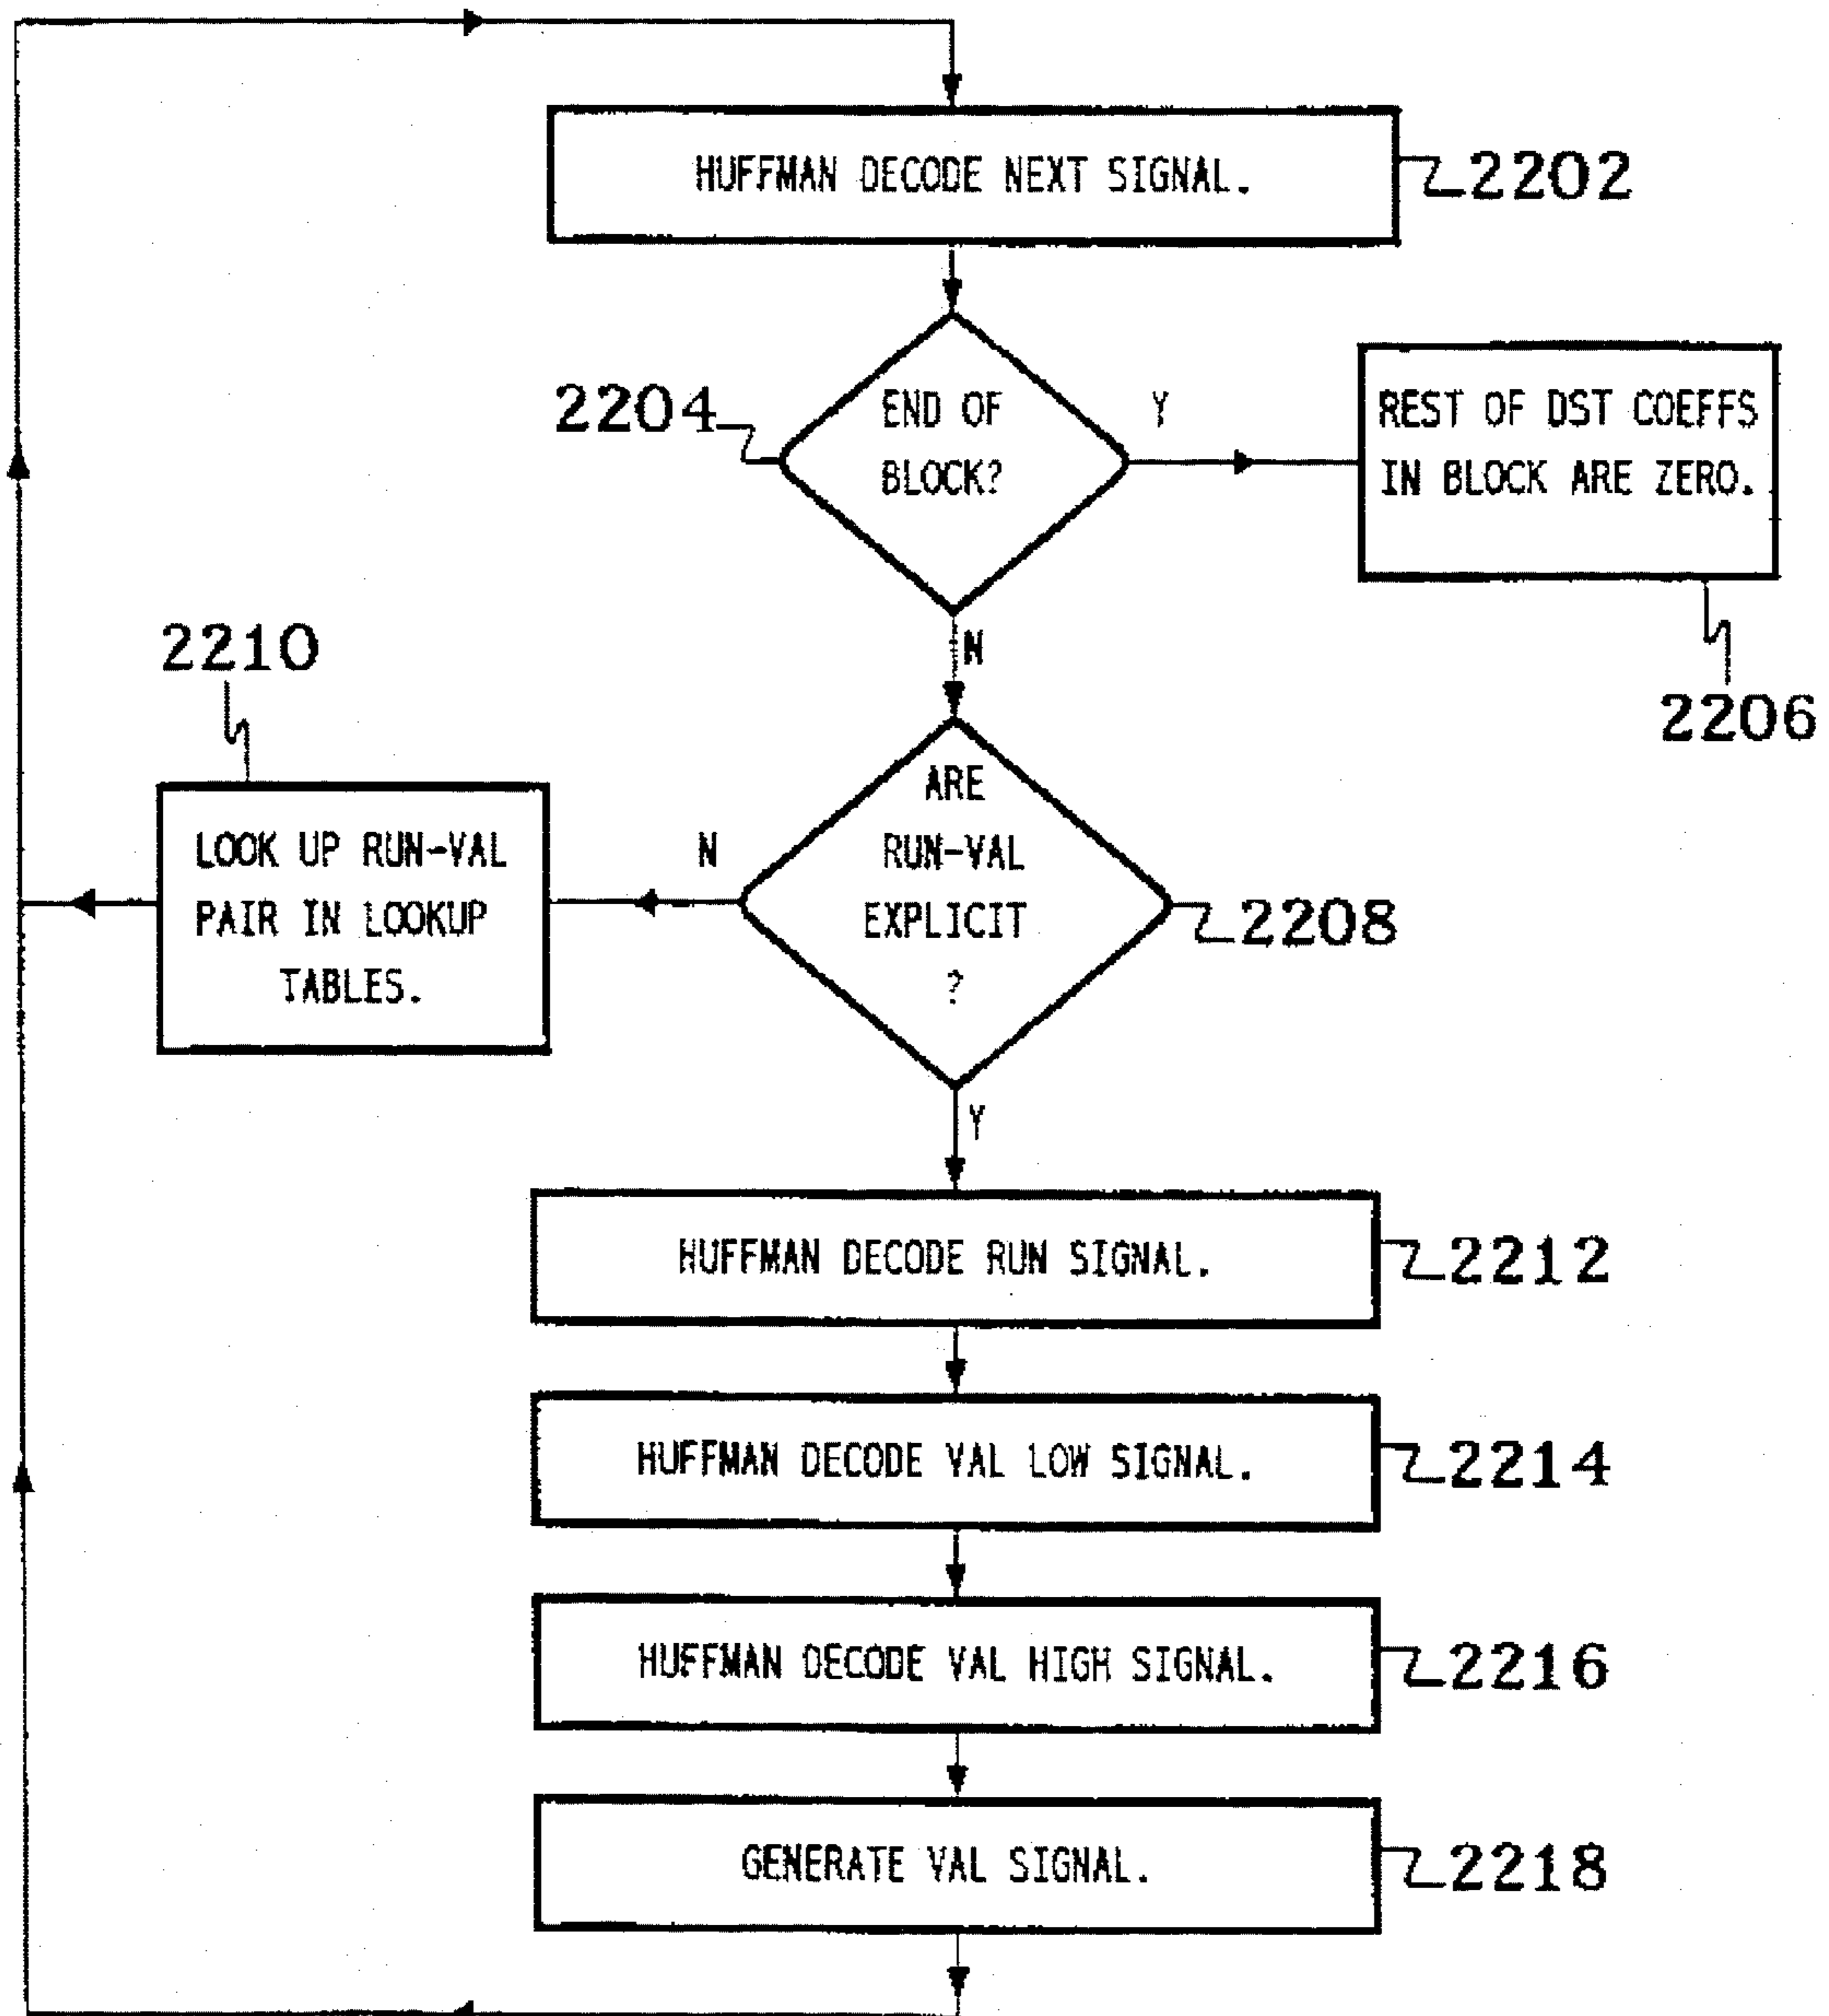 HUFFMAN DECODE NEXT SIGNAL.
2202
2204
END OF
BLOCK?
Y
REST OF DST COEFFS
IN BLOCK ARE ZERO.
2206
N
2210
LOOK UP RUN-VAL
PAIR IN LOOKUP
TABLES.
N
ARE
RUN-VAL
EXPLICIT
?
2208
Y
HUFFMAN DECODE RUN SIGNAL.
2212
HUFFMAN DECODE VAL LOW SIGNAL.
2214
HUFFMAN DECODE VAL HIGH SIGNAL.
2216
GENERATE VAL SIGNAL.
2218